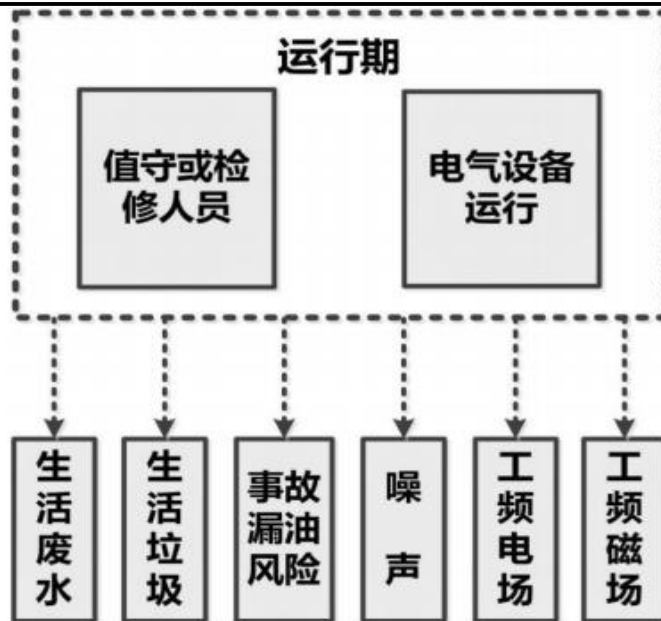 运行期
值守或检
修人员
电气设备
运行
生活废水
生活垃圾
事故
漏油
风险
噪声
工频电场
工频磁场